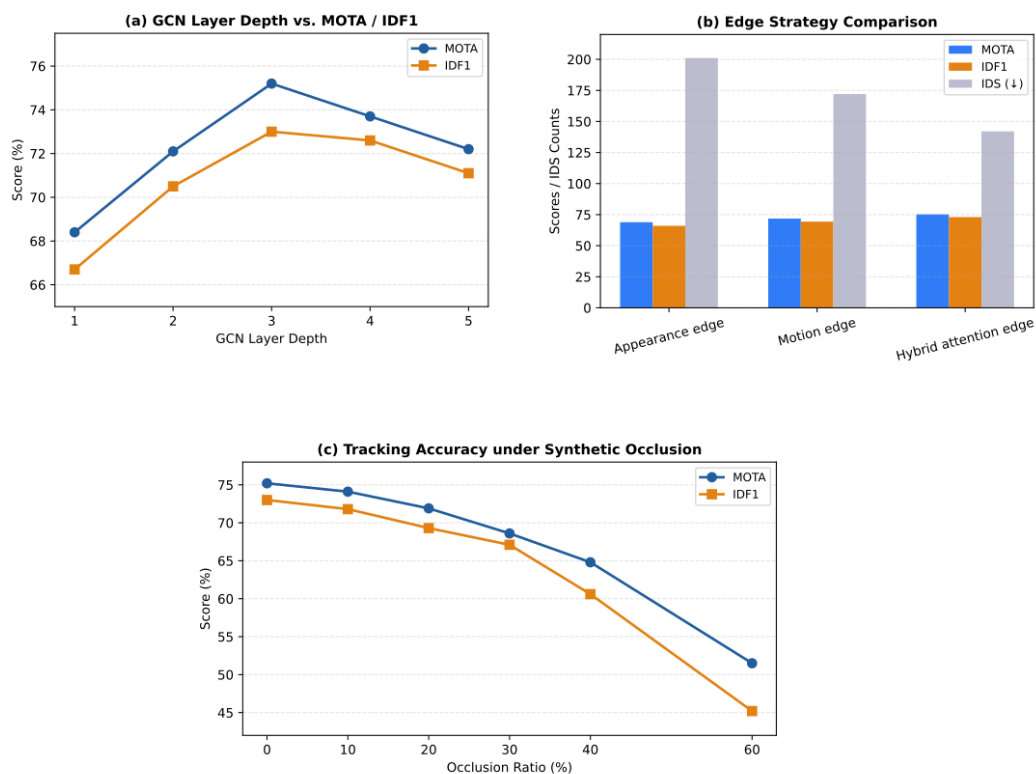 (a) GCN Layer Depth vs. MOTA / IDF1
MOTA
IDF1
Score (%)
76
74
72
70
68
66
1 2 3 4 5
GCN Layer Depth
(b) Edge Strategy Comparison
MOTA
IDF1
IDS (↓)
Scores / IDS Counts
200
175
150
125
100
75
50
25
0
Appearance edge
Motion edge
Hybrid attention edge
(c) Tracking Accuracy under Synthetic Occlusion
MOTA
IDF1
Score (%)
75
70
65
60
55
50
45
0 10 20 30 40 60
Occlusion Ratio (%)